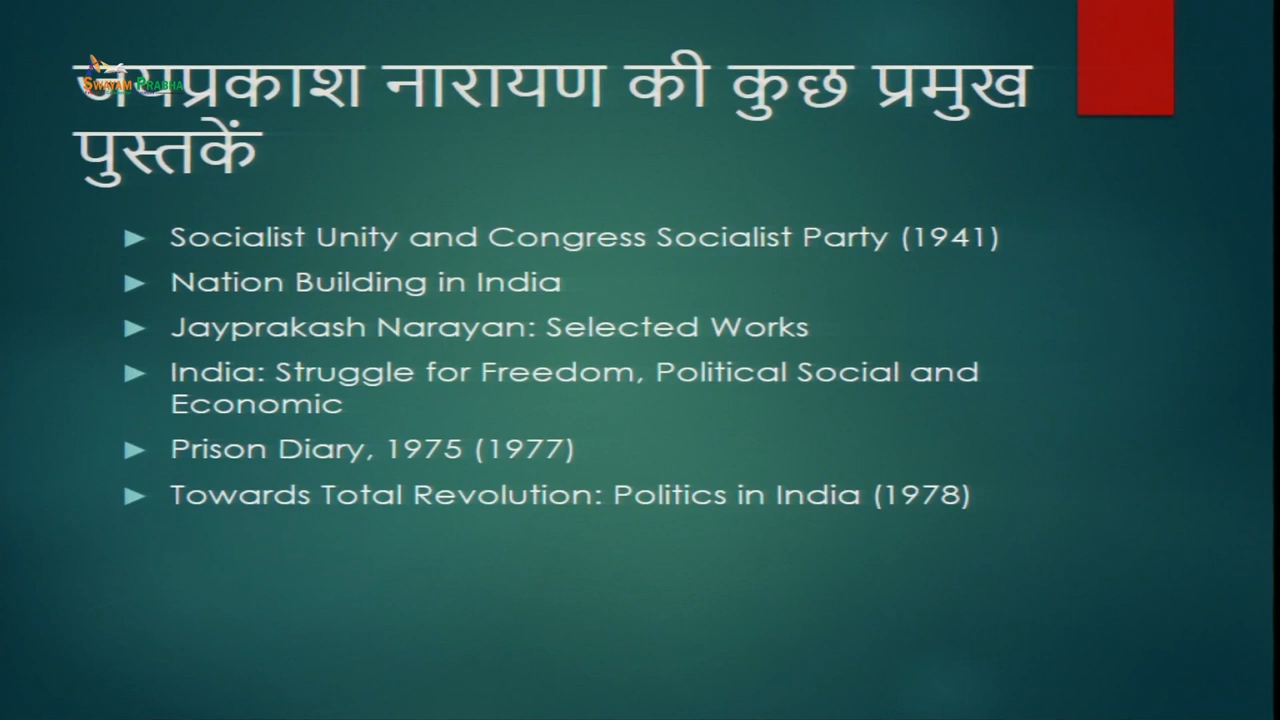 जयप्रकाश नारायण की कुछ प्रमुख
पुस्तकें
SWAYAM PRABHA
Socialist Unity and Congress Socialist Party (1941)
Nation Building in India
Jayprakash Narayan: Selected Works
India: Struggle for Freedom, Political Social and
Economic
Prison Diary, 1975 (1977)
Towards Total Revolution: Politics in India (1978)